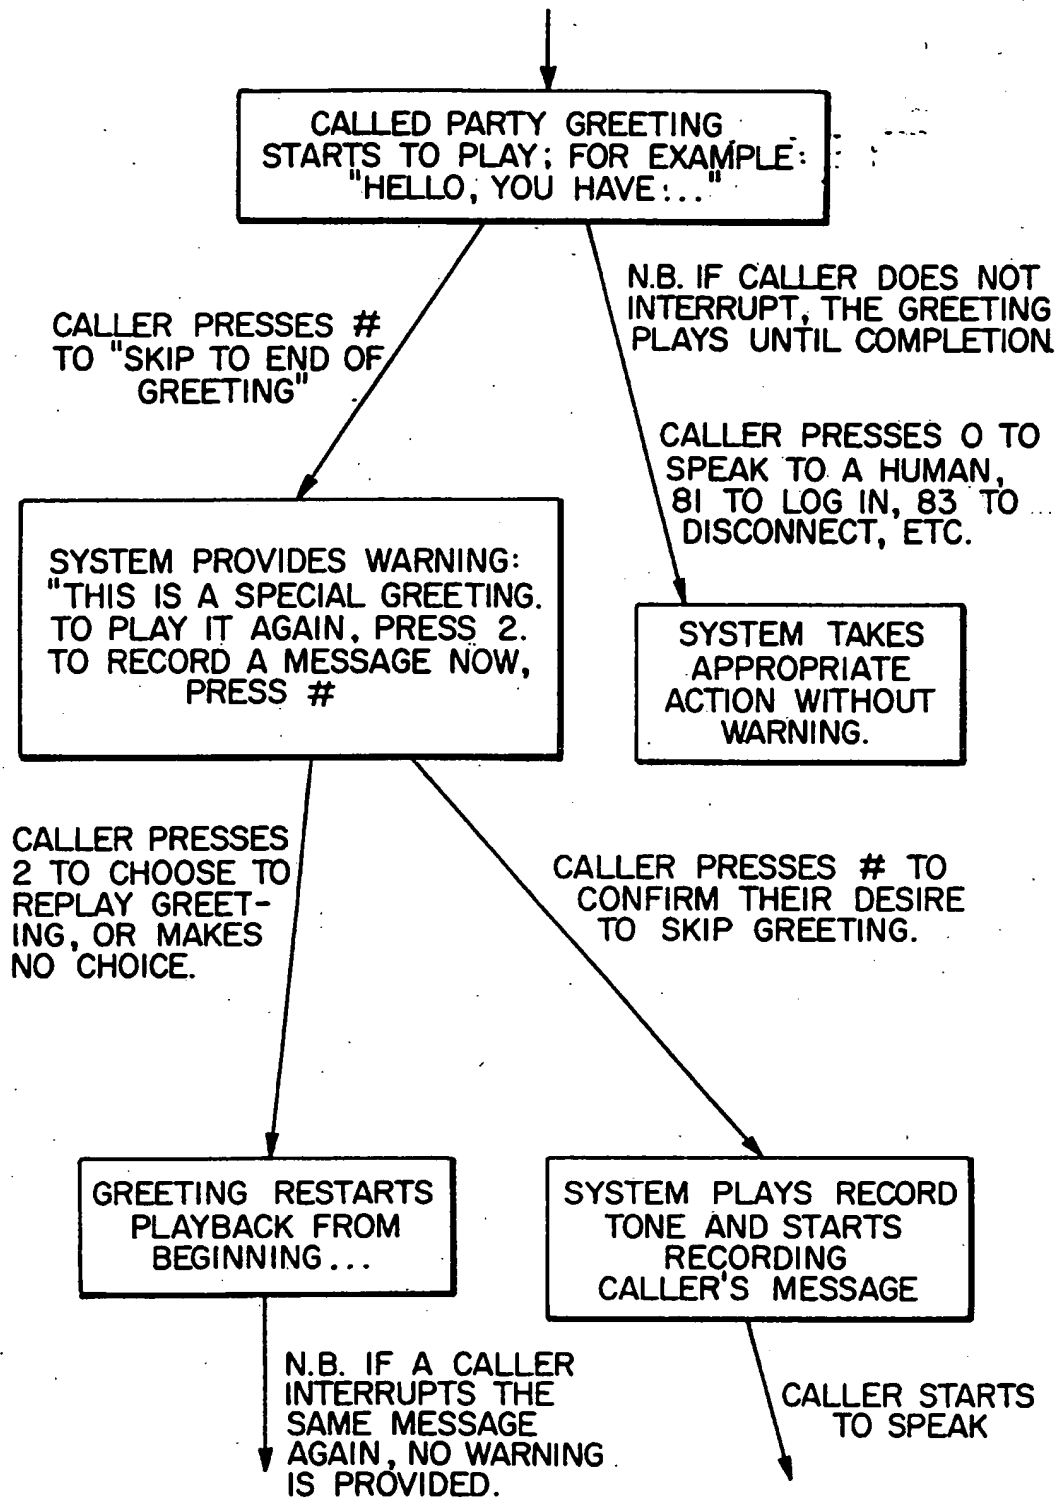 CALLED PARTY GREETING
STARTS TO PLAY; FOR EXAMPLE:
"HELLO, YOU HAVE:..."
N.B. IF CALLER DOES NOT
INTERRUPT, THE GREETING
PLAYS UNTIL COMPLETION.
CALLER PRESSES #
TO "SKIP TO END OF
GREETING"
CALLER PRESSES 0 TO
SPEAK TO A HUMAN,
81 TO LOG IN, 83 TO
DISCONNECT, ETC.
SYSTEM PROVIDES WARNING:
"THIS IS A SPECIAL GREETING.
TO PLAY IT AGAIN, PRESS 2.
TO RECORD A MESSAGE NOW,
PRESS #
SYSTEM TAKES
APPROPRIATE
ACTION WITHOUT
WARNING.
CALLER PRESSES
2 TO CHOOSE TO
REPLAY GREET-
ING, OR MAKES
NO CHOICE.
CALLER PRESSES # TO
CONFIRM THEIR DESIRE
TO SKIP GREETING.
GREETING RESTARTS
PLAYBACK FROM
BEGINNING...
SYSTEM PLAYS RECORD
TONE AND STARTS
RECORDING
CALLER'S MESSAGE
N.B. IF A CALLER
INTERRUPTS THE
SAME MESSAGE
AGAIN, NO WARNING
IS PROVIDED.
CALLER STARTS
TO SPEAK